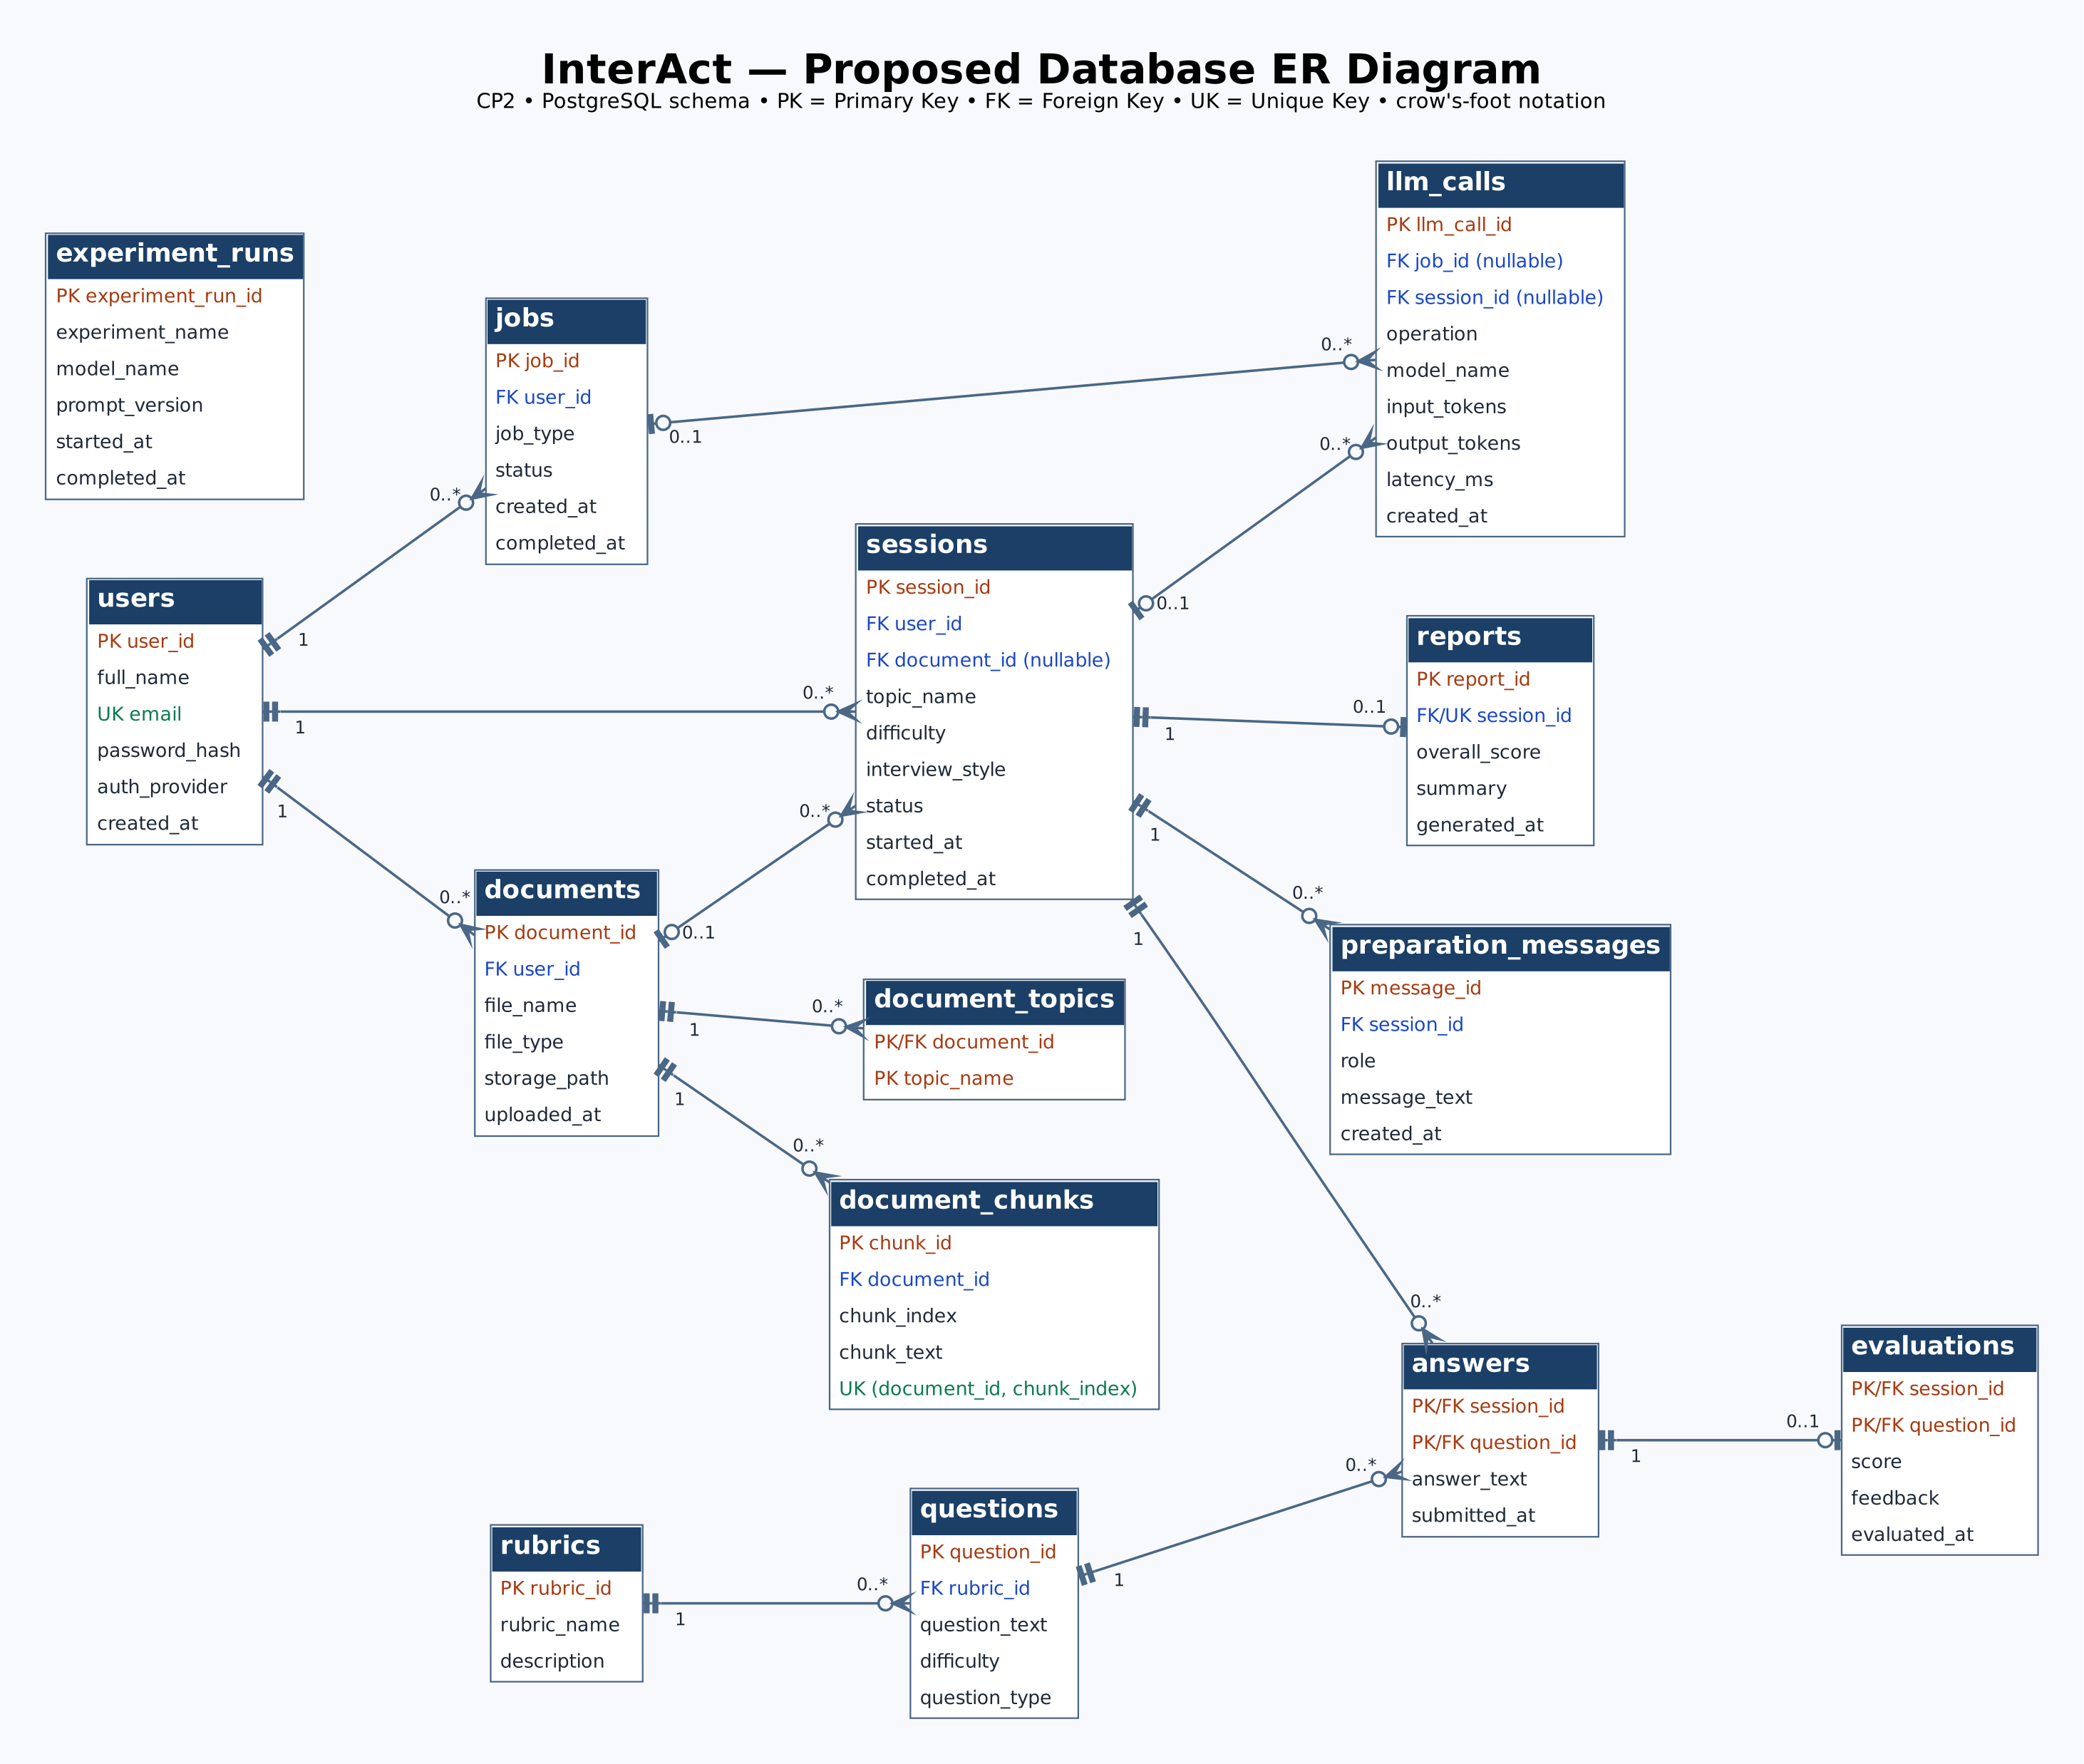 InterAct — Proposed Database ER Diagram
CP2 • PostgreSQL schema • PK = Primary Key • FK = Foreign Key • UK = Unique Key • crow's-foot notation
experiment_runs
PK experiment_run_id
experiment_name
model_name
prompt_version
started_at
completed_at
jobs
PK job_id
FK user_id
job_type
status
created_at
completed_at
llm_calls
PK llm_call_id
FK job_id (nullable)
FK session_id (nullable)
operation
model_name
input_tokens
output_tokens
latency_ms
created_at
0..1
0..*
0..*
0..1
users
PK user_id
full_name
UK email
password_hash
auth_provider
created_at
1
0..*
1
0..*
1
0..*
sessions
PK session_id
FK user_id
FK document_id (nullable)
topic_name
difficulty
interview_style
status
started_at
completed_at
reports
PK report_id
FK/UK session_id
overall_score
summary
generated_at
1
0..1
documents
PK document_id
FK user_id
file_name
file_type
storage_path
uploaded_at
0..1
0..*
1
0..*
1
0..*
document_topics
PK/FK document_id
PK topic_name
preparation_messages
PK message_id
FK session_id
role
message_text
created_at
1
0..*
document_chunks
PK chunk_id
FK document_id
chunk_index
chunk_text
UK (document_id, chunk_index)
1
0..*
answers
PK/FK session_id
PK/FK question_id
answer_text
submitted_at
1
0..1
evaluations
PK/FK session_id
PK/FK question_id
score
feedback
evaluated_at
rubrics
PK rubric_id
rubric_name
description
1
0..*
questions
PK question_id
FK rubric_id
question_text
difficulty
question_type
1
0..*